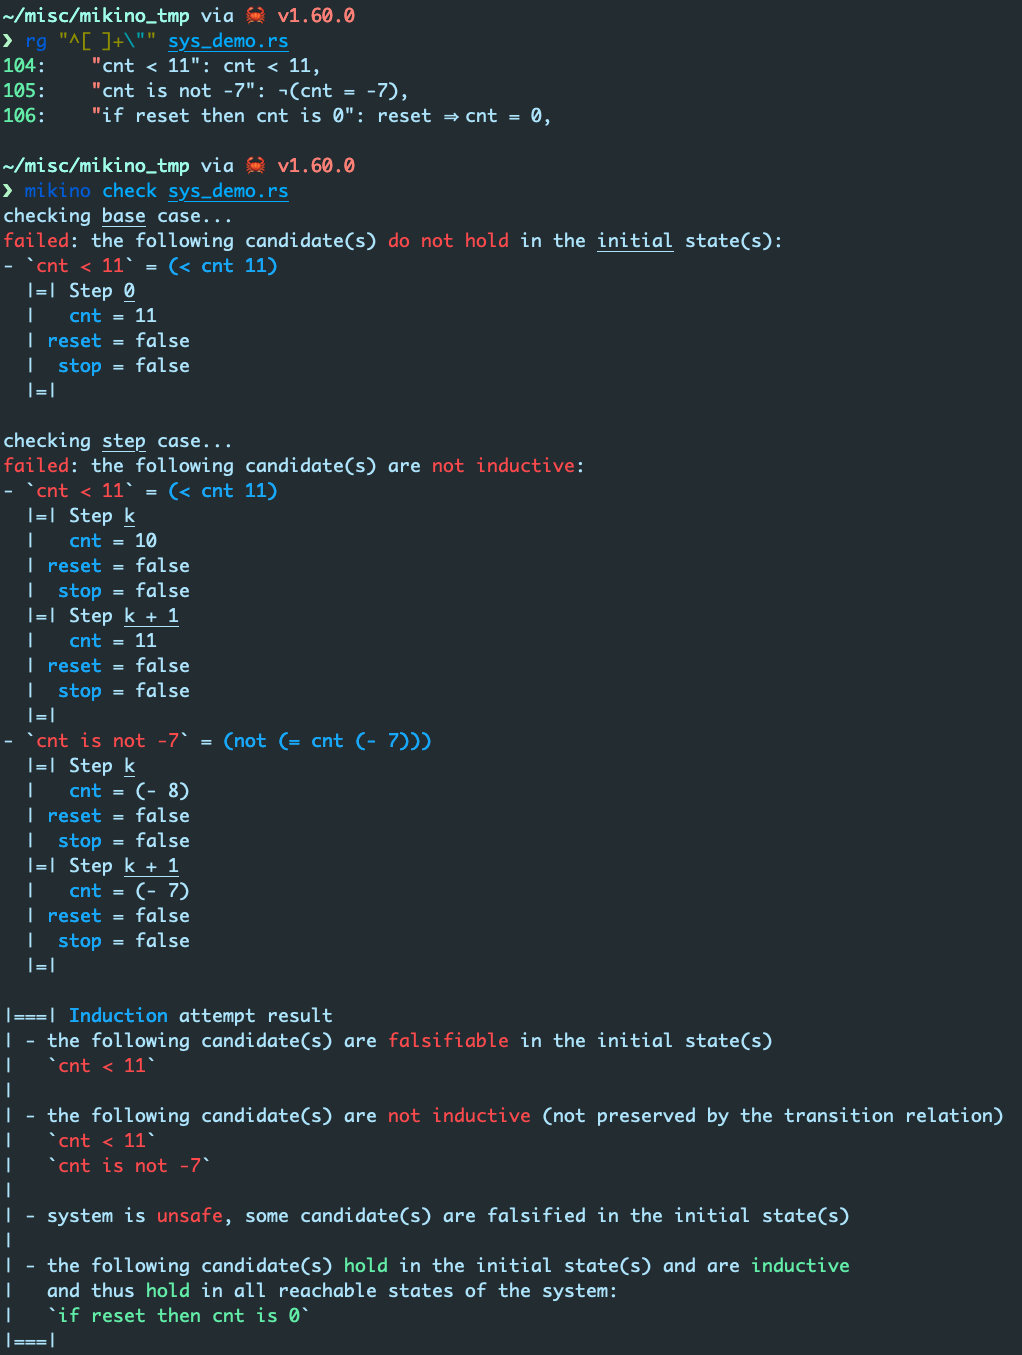 ~/misc/mikino_tmp via 🦀 v1.60.0
❯ rg "^[ ]+\"" sys_demo.rs
104:    "cnt < 11": cnt < 11,
105:    "cnt is not -7": ¬(cnt = -7),
106:    "if reset then cnt is 0": reset ⇒ cnt = 0,

~/misc/mikino_tmp via 🦀 v1.60.0
❯ mikino check sys_demo.rs
checking base case...
failed: the following candidate(s) do not hold in the initial state(s):
- `cnt < 11` = (< cnt 11)
  |=| Step 0
  |   cnt = 11
  | reset = false
  |  stop = false
  |=|

checking step case...
failed: the following candidate(s) are not inductive:
- `cnt < 11` = (< cnt 11)
  |=| Step k
  |   cnt = 10
  | reset = false
  |  stop = false
  |=| Step k + 1
  |   cnt = 11
  | reset = false
  |  stop = false
  |=|
- `cnt is not -7` = (not (= cnt (- 7)))
  |=| Step k
  |   cnt = (- 8)
  | reset = false
  |  stop = false
  |=| Step k + 1
  |   cnt = (- 7)
  | reset = false
  |  stop = false
  |=|

|===| Induction attempt result
| - the following candidate(s) are falsifiable in the initial state(s)
|   `cnt < 11`
|
| - the following candidate(s) are not inductive (not preserved by the transition relation)
|   `cnt < 11`
|   `cnt is not -7`
|
| - system is unsafe, some candidate(s) are falsified in the initial state(s)
|
| - the following candidate(s) hold in the initial state(s) and are inductive
|   and thus hold in all reachable states of the system:
|   `if reset then cnt is 0`
|===|